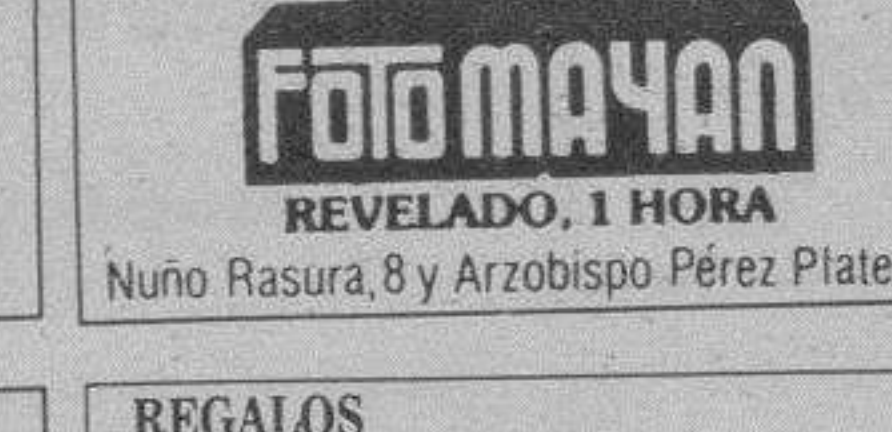 FOTO MAYAN
REVELADO, 1 HORA
Nuño Rasura, 8 y Arzobispo Pérez Plate
REGALOS